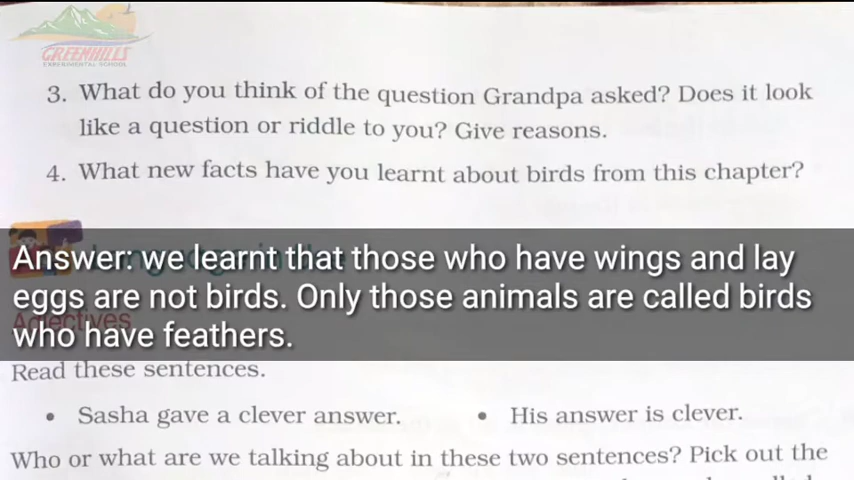 GREENHILLS
EXPERIMENTAL SCHOOL
3. What do you think of the question Grandpa asked? Does it look
like a question or riddle to you? Give reasons.
4. What new facts have you learnt about birds from this chapter?
Answer: we learnt that those who have wings and lay
eggs are not birds. Only those animals are called birds
who have feathers.
Adjectives
Read these sentences.
• Sasha gave a clever answer. • His answer is clever.
Who or what are we talking about in these two sentences? Pick out the